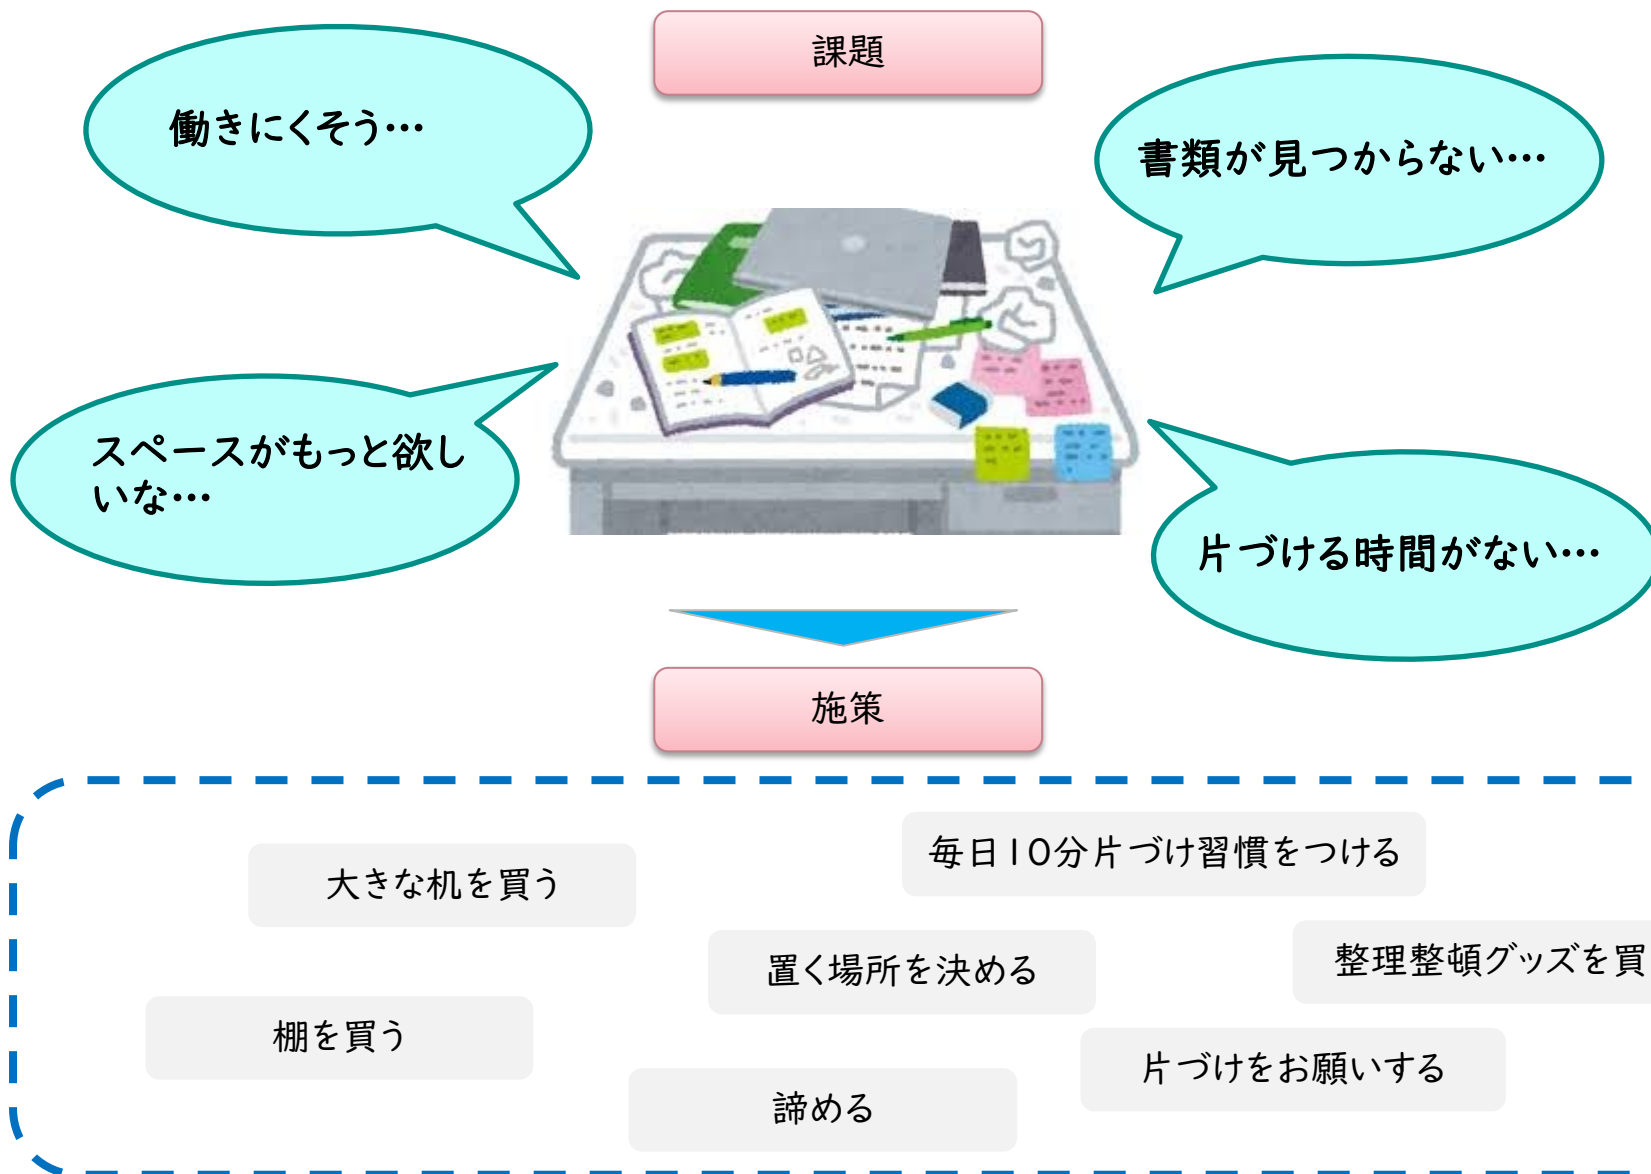 課題
働きにくそう…
書類が見つからない…
スペースがもっと欲し
いな…
片づける時間がない…
施策
毎日10分片づけ習慣をつける
大きな机を買う
整理整頓グッズを買
置く場所を決める
棚を買う
片づけをお願いする
諦める